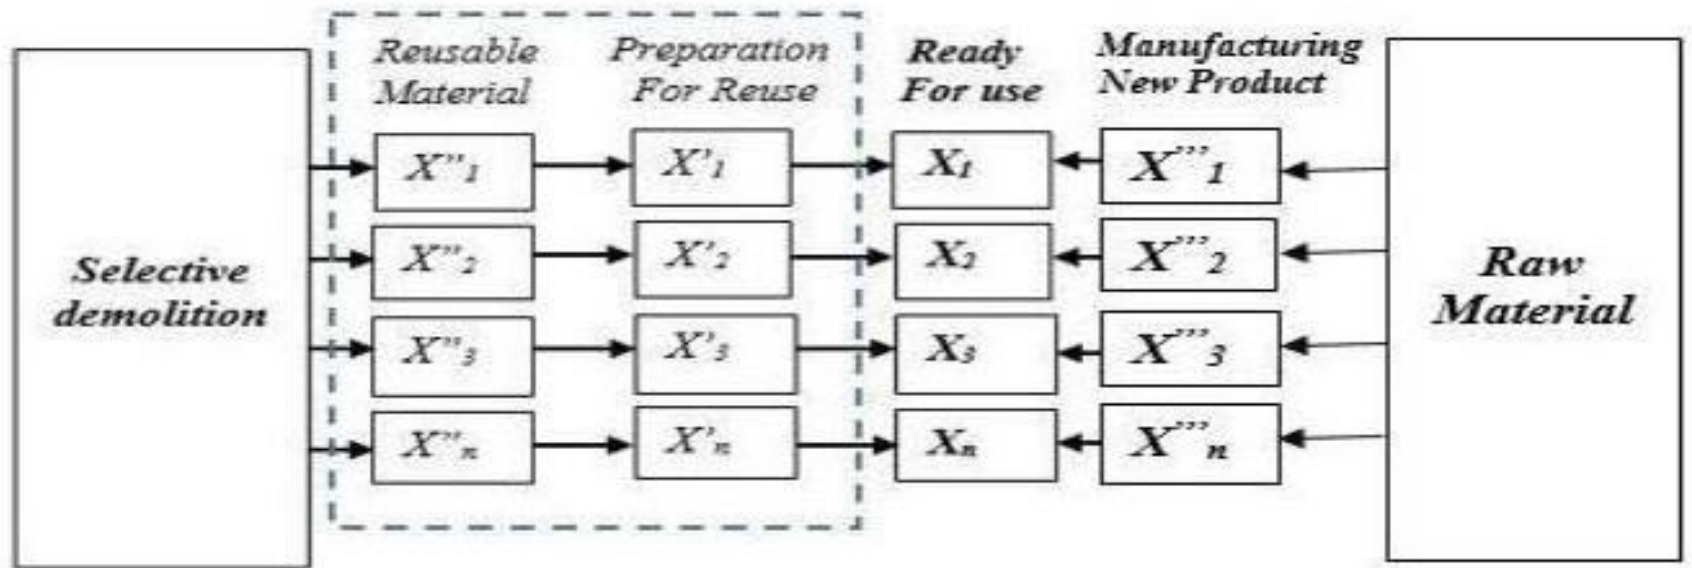 Reusable Material
Preparation For Reuse
Ready For use
Manufacturing New Product
X''₁
X'₁
X₁
X'''₁
X''₂
X'₂
X₂
X'''₂
Selective demolition
Raw Material
X''₃
X'₃
X₃
X'''₃
X''ₙ
X'ₙ
Xₙ
X'''ₙ